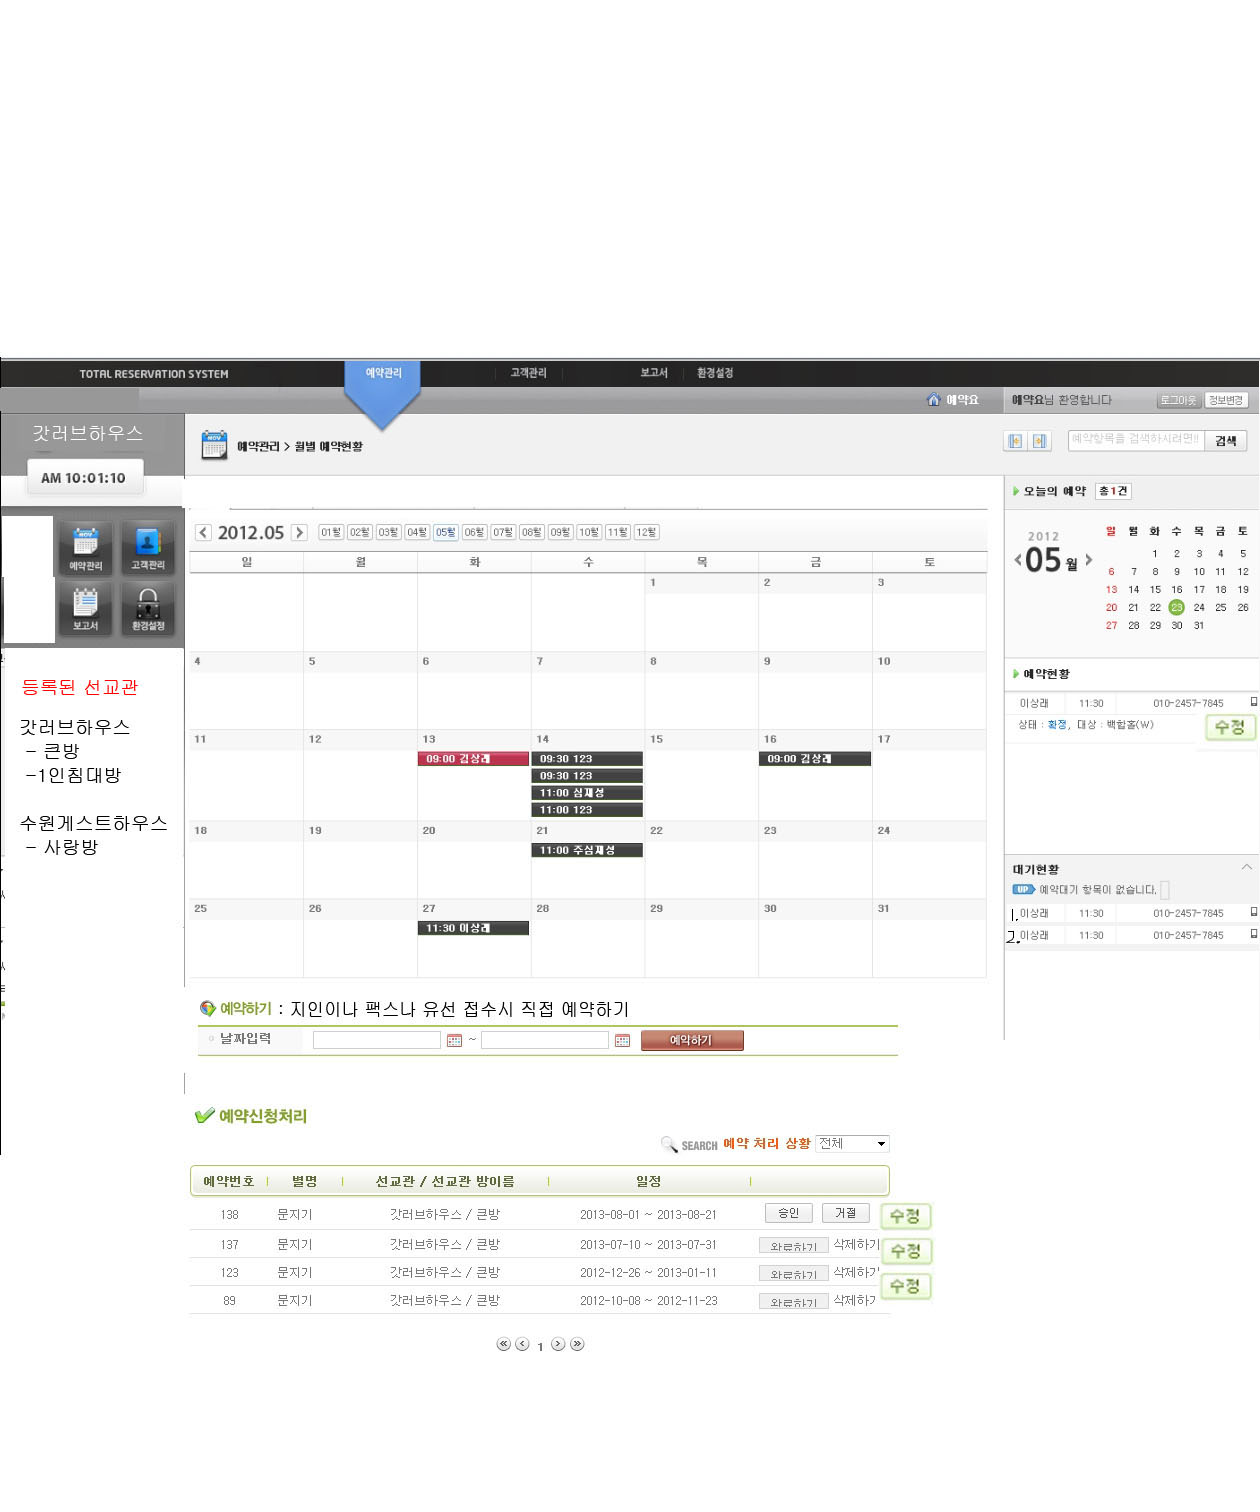 TOTAL RESERVATION SYSTEM
예약관리
고객관리
보고서
환경설정
예약요
예약요님 환영합니다
로그아웃
정보변경
갓러브하우스
AM 10:01:10
예약관리 > 월별 예약현황
예약항목을 검색하시려면!!
검색
예약관리
고객관리
보고서
환경설정
등록된 선교관
갓러브하우스
- 큰방
-1인침대방
수원게스트하우스
- 사랑방
2012.05
01월 02월 03월 04월 05월 06월 07월 08월 09월 10월 11월 12월
일 월 화 수 목 금 토
1 2 3
4 5 6 7 8 9 10
11 12 13 14 15 16 17
09:00 김상래
09:30 123
09:00 김상래
09:30 123
11:00 심재성
11:00 123
18 19 20 21 22 23 24
11:00 주심재성
25 26 27 28 29 30 31
11:30 이상래
오늘의 예약
총1건
2012
05월
일 월 화 수 목 금 토
1 2 3 4 5
6 7 8 9 10 11 12
13 14 15 16 17 18 19
20 21 22 23 24 25 26
27 28 29 30 31
예약현황
이상래 11:30 010-2457-7845
상태 : 확정, 대상 : 백합홀(W)
수정
대기현황
UP 예약대기 항목이 없습니다.
1. 이상래 11:30 010-2457-7845
2. 이상래 11:30 010-2457-7845
예약하기 : 지인이나 팩스나 유선 접수시 직접 예약하기
날짜입력
~
예약하기
예약신청처리
SEARCH 예약 처리 상황 전체
예약번호 별명 선교관 / 선교관 방이름 일정
138 문지기 갓러브하우스 / 큰방 2013-08-01 ~ 2013-08-21 승인 거절 수정
137 문지기 갓러브하우스 / 큰방 2013-07-10 ~ 2013-07-31 완료하기 삭제하기 수정
123 문지기 갓러브하우스 / 큰방 2012-12-26 ~ 2013-01-11 완료하기 삭제하기 수정
89 문지기 갓러브하우스 / 큰방 2012-10-08 ~ 2012-11-23 완료하기 삭제하기
1